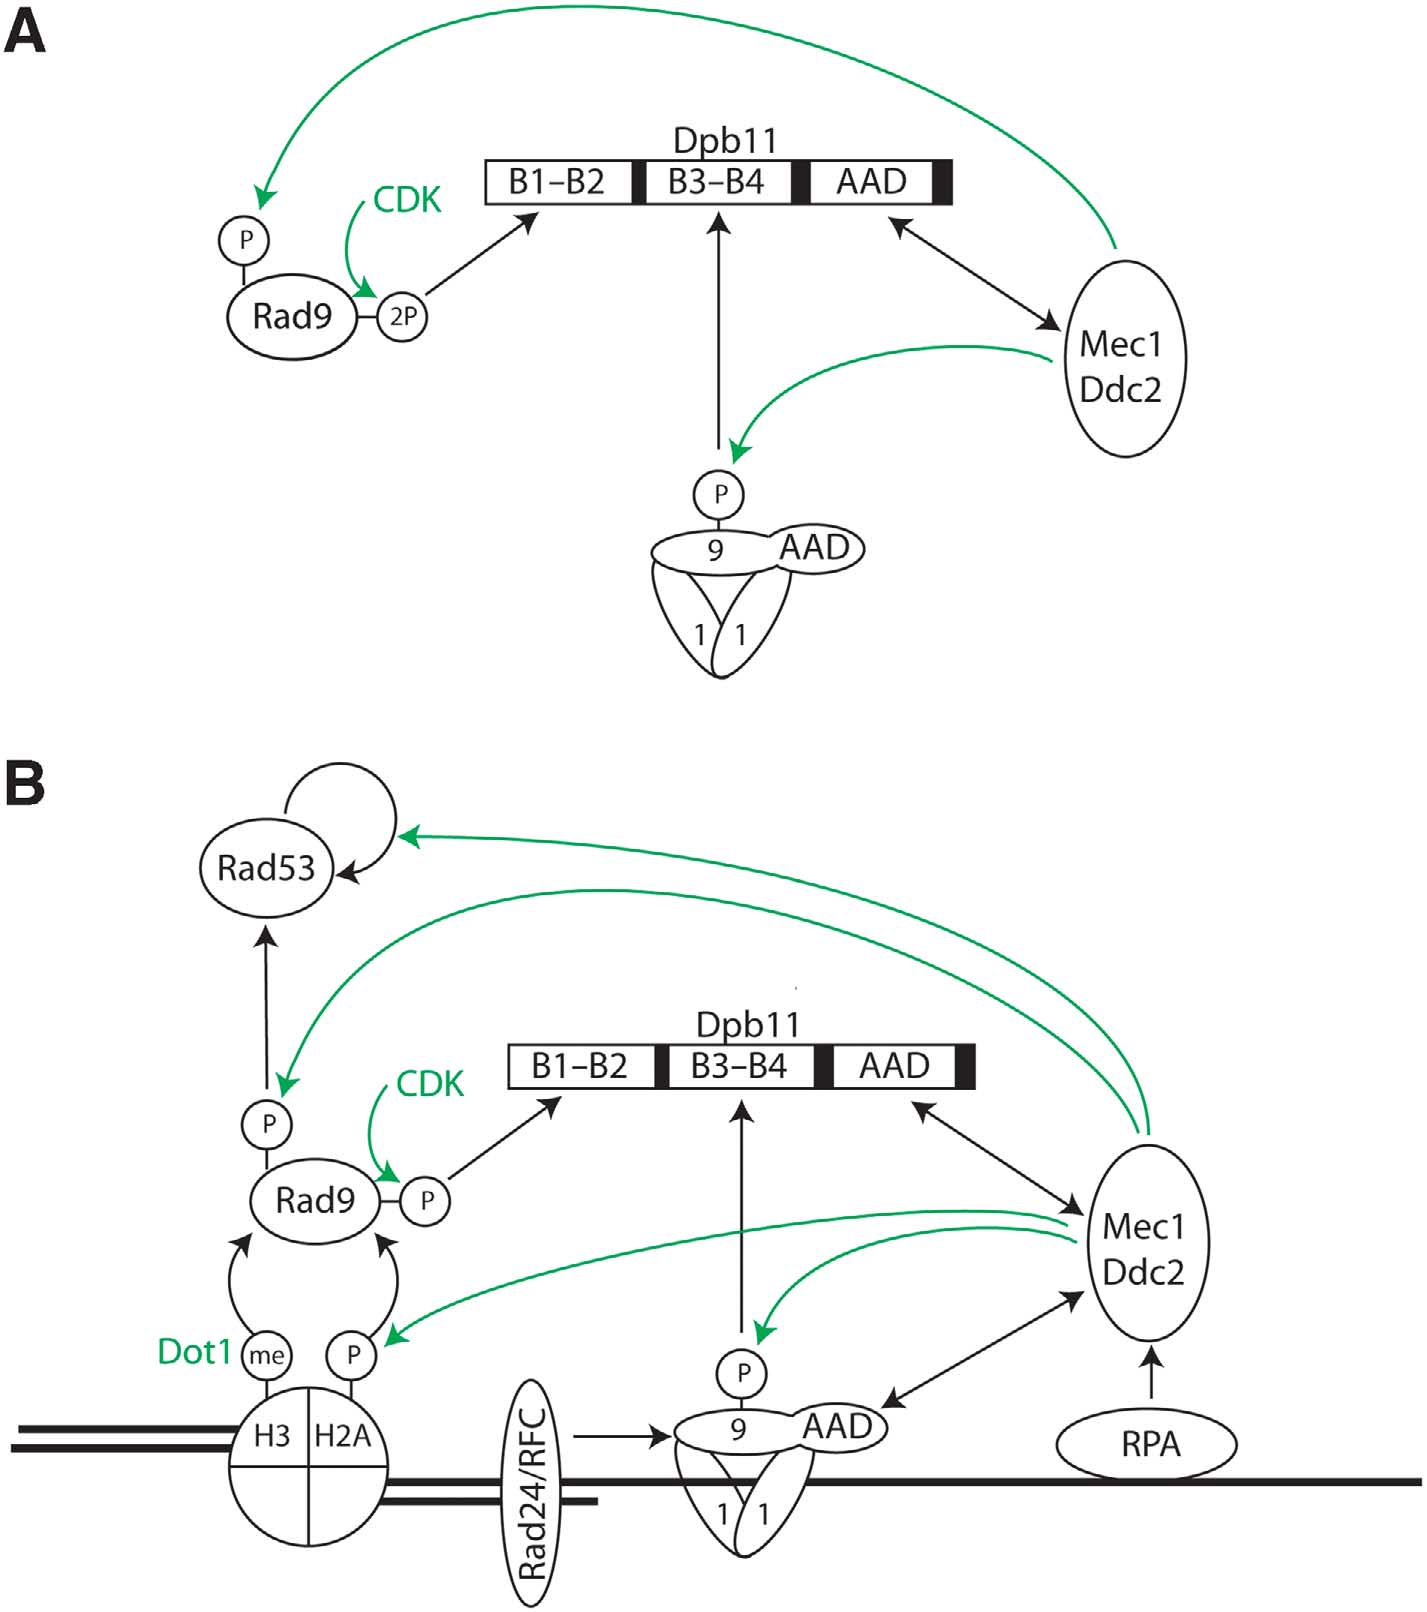 A
Dpb11
B1–B2 B3–B4 AAD
CDK
P
Rad9 2P
Mec1
Ddc2
P
9 AAD
1 1
B
Rad53
Dpb11
B1–B2 B3–B4 AAD
CDK
P
Rad9 P
Mec1
Ddc2
Dot1 me P
P
H3 H2A
Rad24/RFC
9 AAD
RPA
1 1